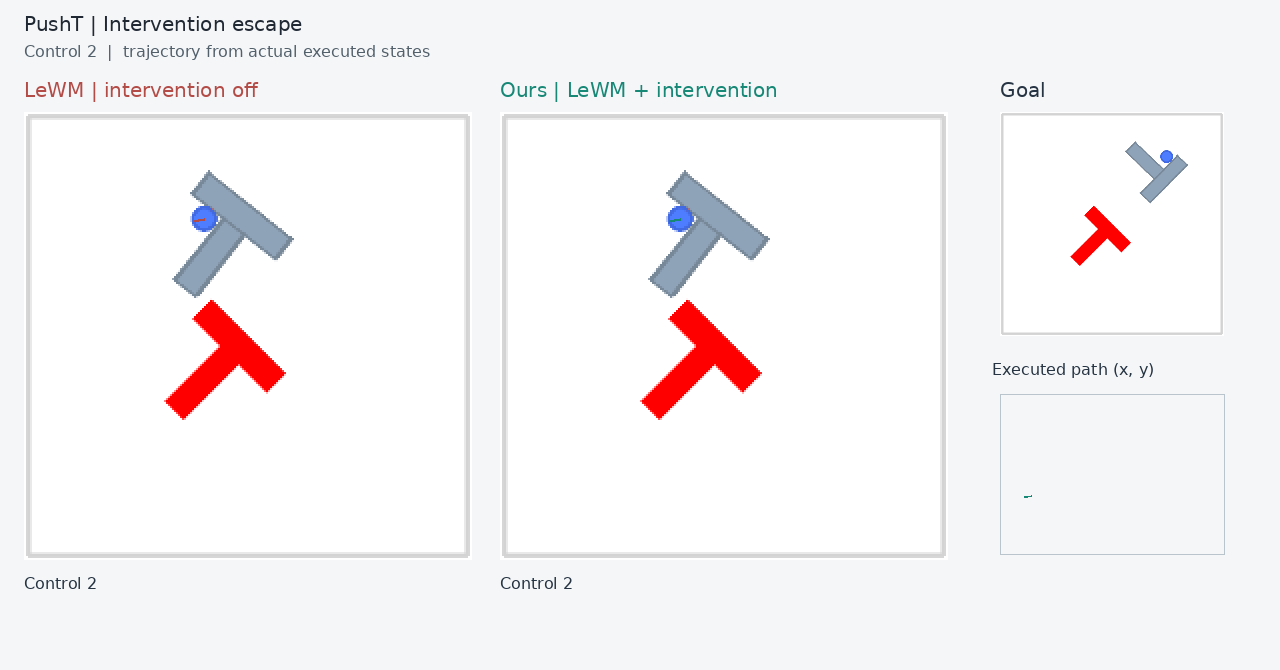 PushT | Intervention escape
Control 2 | trajectory from actual executed states
LeWM | intervention off
Ours | LeWM + intervention
Goal
Executed path (x, y)
Control 2
Control 2